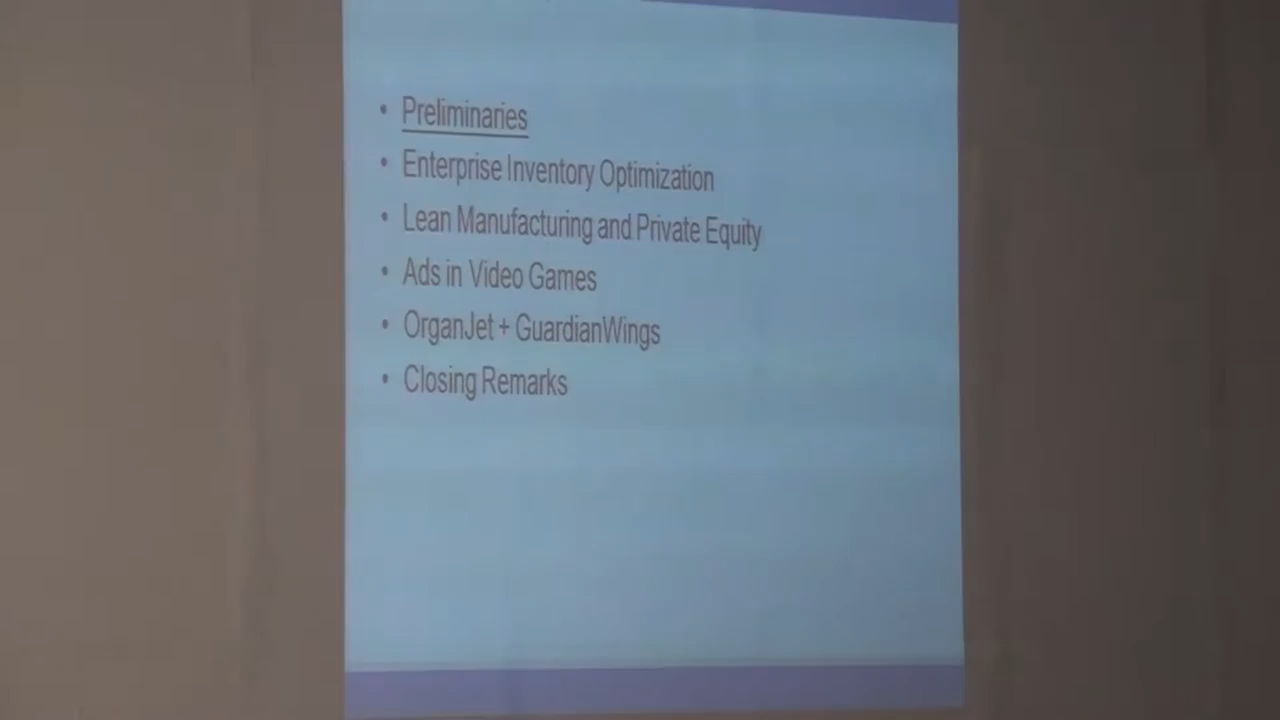 • Preliminaries
• Enterprise Inventory Optimization
• Lean Manufacturing and Private Equity
• Ads in Video Games
• OrganJet + GuardianWings
• Closing Remarks